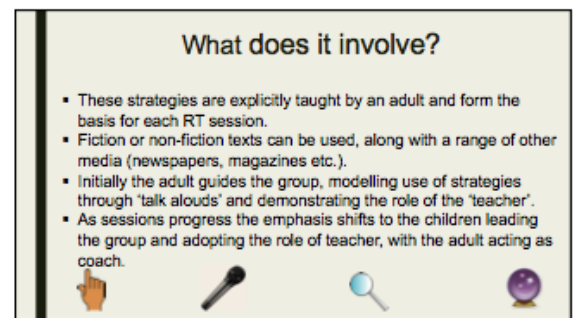 What does it involve?
▪ These strategies are explicitly taught by an adult and form the
basis for each RT session.
▪ Fiction or non-fiction texts can be used, along with a range of other
media (newspapers, magazines etc.).
▪ Initially the adult guides the group, modelling use of strategies
through 'talk alouds' and demonstrating the role of the 'teacher'.
▪ As sessions progress the emphasis shifts to the children leading
the group and adopting the role of teacher, with the adult acting as
coach.